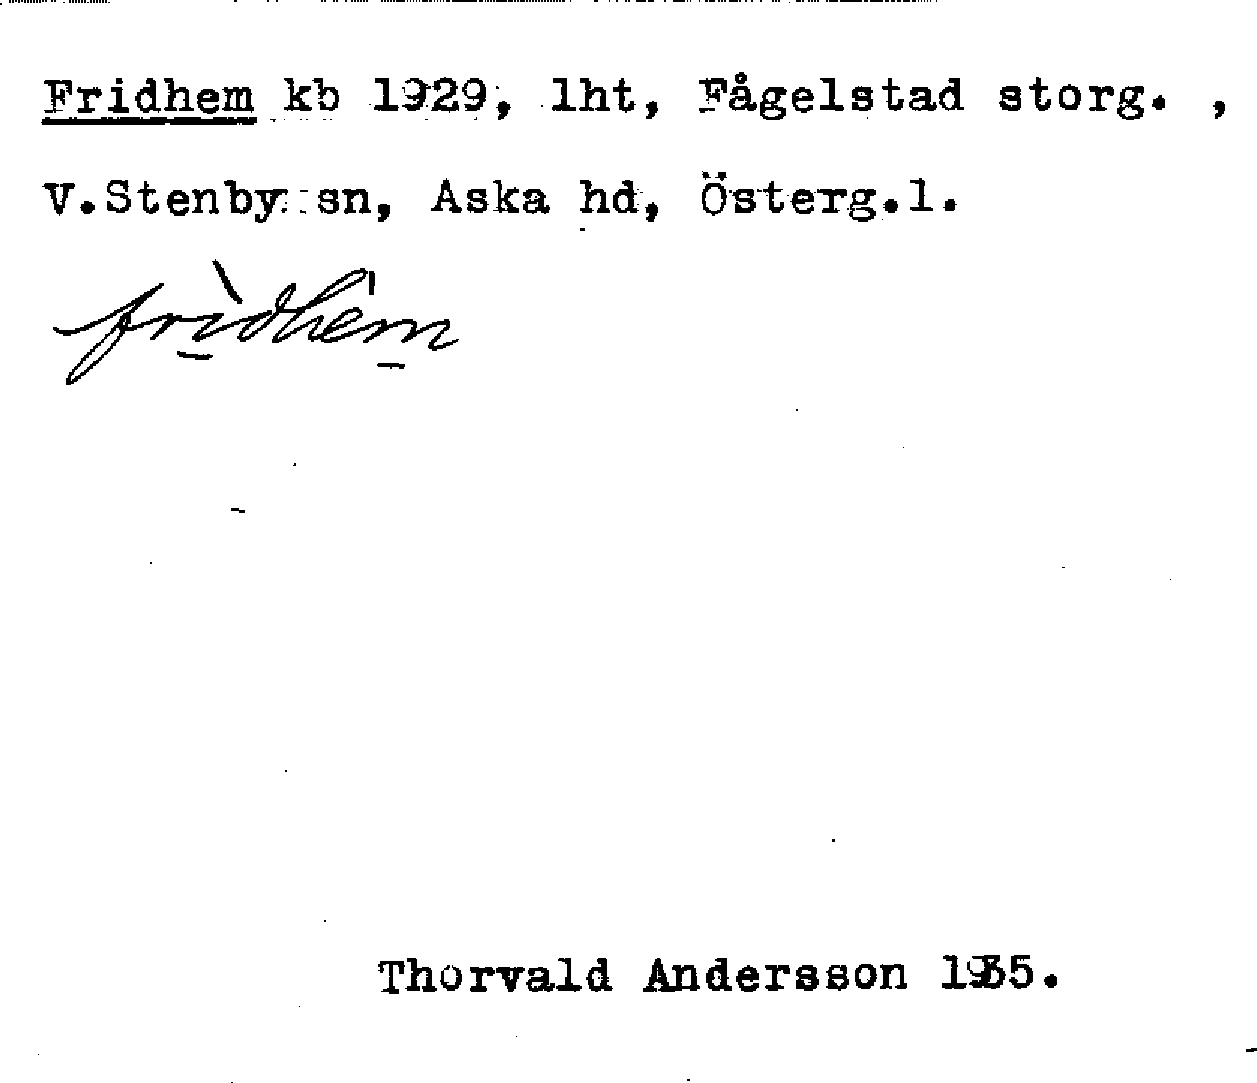 Fridhem kb 1929, lht, Fågelstad storg. ,
V.Stenby sn, Aska hd, Österg.l.
fridhem
Thorvald Andersson 1935.